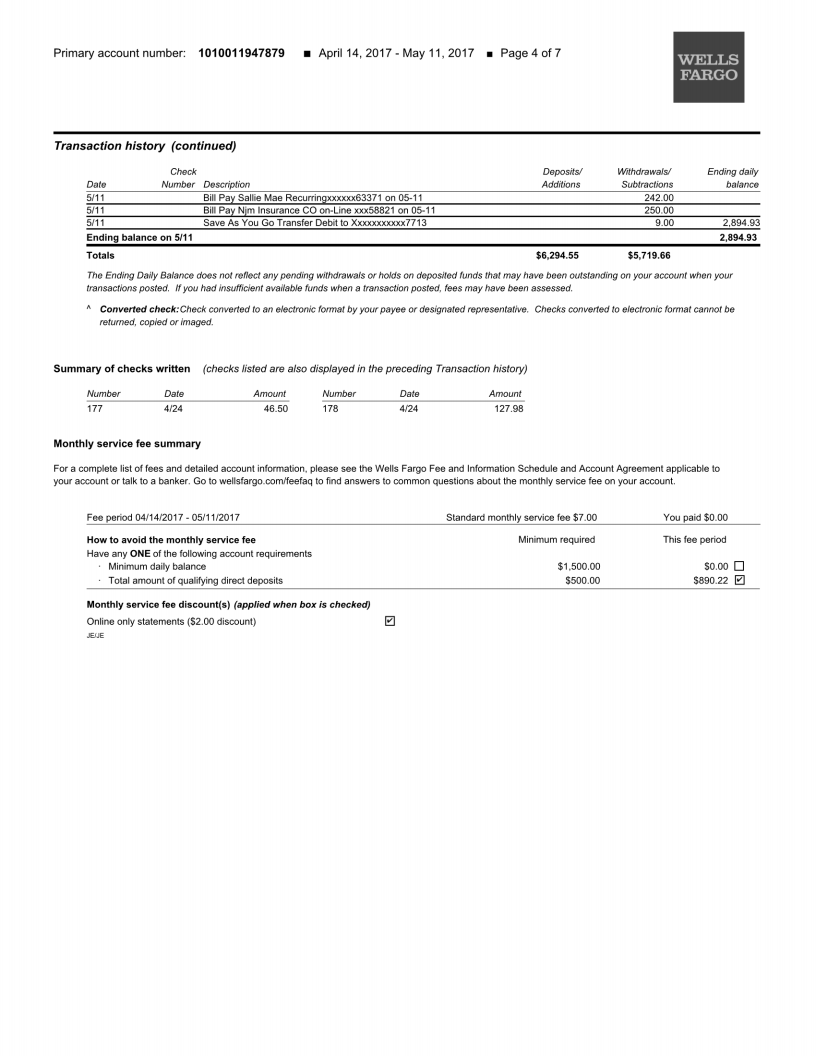 Primary account number: 1010011947879 ■ April 14, 2017 - May 11, 2017 ■ Page 4 of 7
WELLS
FARGO
Transaction history (continued)
Check Deposits/ Withdrawals/ Ending daily
Date Number Description Additions Subtractions balance
5/11 Bill Pay Sallie Mae Recurringxxxxxx63371 on 05-11 242.00
5/11 Bill Pay Njm Insurance CO on-Line xxx58821 on 05-11 250.00
5/11 Save As You Go Transfer Debit to Xxxxxxxxxxx7713 9.00 2,894.93
Ending balance on 5/11 2,894.93
Totals $6,294.55 $5,719.66
The Ending Daily Balance does not reflect any pending withdrawals or holds on deposited funds that may have been outstanding on your account when your
transactions posted. If you had insufficient available funds when a transaction posted, fees may have been assessed.
^ Converted check:Check converted to an electronic format by your payee or designated representative. Checks converted to electronic format cannot be
returned, copied or imaged.
Summary of checks written (checks listed are also displayed in the preceding Transaction history)
Number Date Amount Number Date Amount
177 4/24 46.50 178 4/24 127.98
Monthly service fee summary
For a complete list of fees and detailed account information, please see the Wells Fargo Fee and Information Schedule and Account Agreement applicable to
your account or talk to a banker. Go to wellsfargo.com/feefaq to find answers to common questions about the monthly service fee on your account.
Fee period 04/14/2017 - 05/11/2017 Standard monthly service fee $7.00 You paid $0.00
How to avoid the monthly service fee Minimum required This fee period
Have any ONE of the following account requirements
· Minimum daily balance $1,500.00 $0.00 ☐
· Total amount of qualifying direct deposits $500.00 $890.22 ☑
Monthly service fee discount(s) (applied when box is checked)
Online only statements ($2.00 discount) ☑
JE/JE